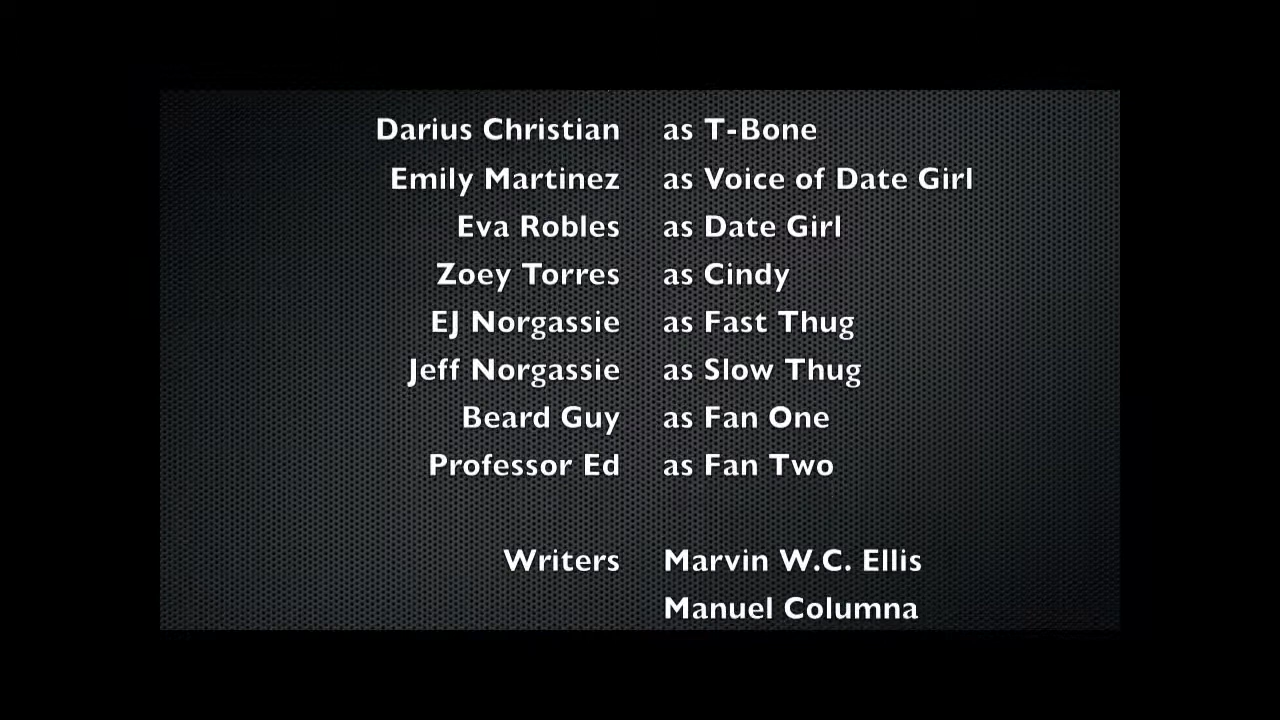 Darius Christian as T-Bone
Emily Martinez as Voice of Date Girl
Eva Robles as Date Girl
Zoey Torres as Cindy
EJ Norgassie as Fast Thug
Jeff Norgassie as Slow Thug
Beard Guy as Fan One
Professor Ed as Fan Two
Writers Marvin W.C. Ellis
Manuel Columna